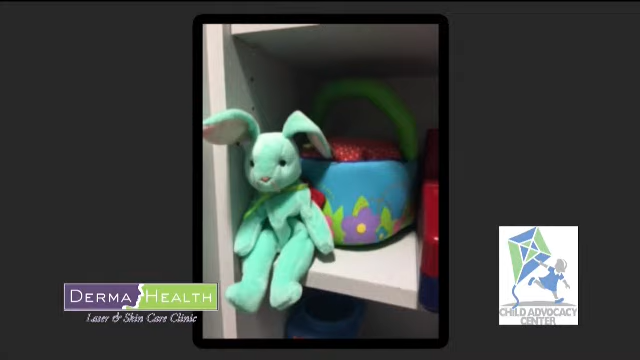 DERMA HEALTH
Laser & Skin Care Clinic
CHILD ADVOCACY
CENTER